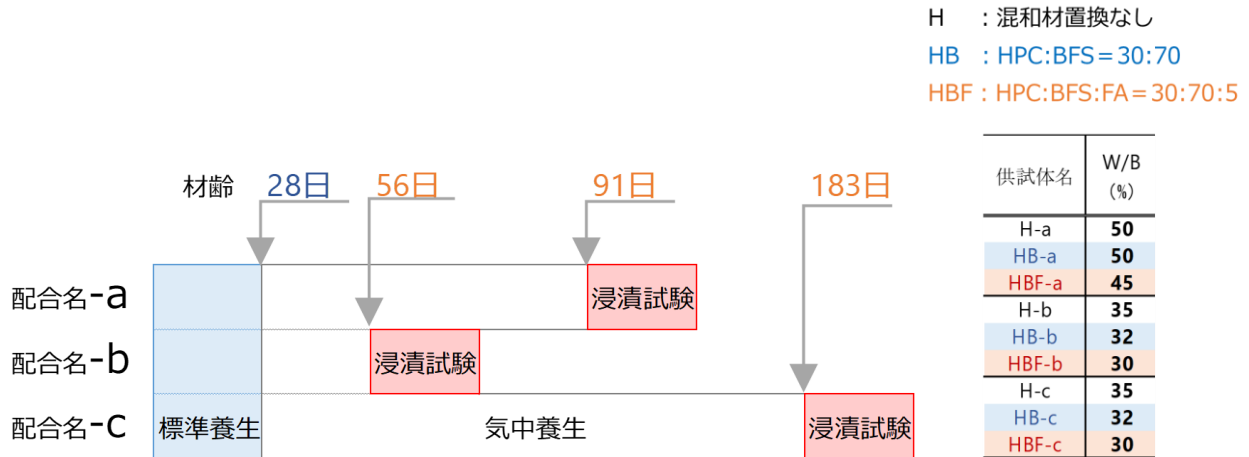 H : 混和材置換なし
HB : HPC:BFS=30:70
HBF : HPC:BFS:FA=30:70:5
材齢 28日 56日 91日 183日
配合名-a 浸漬試験
配合名-b 浸漬試験
配合名-c 標準養生 気中養生 浸漬試験
供試体名 W/B
(%)
H-a 50
HB-a 50
HBF-a 45
H-b 35
HB-b 32
HBF-b 30
H-c 35
HB-c 32
HBF-c 30